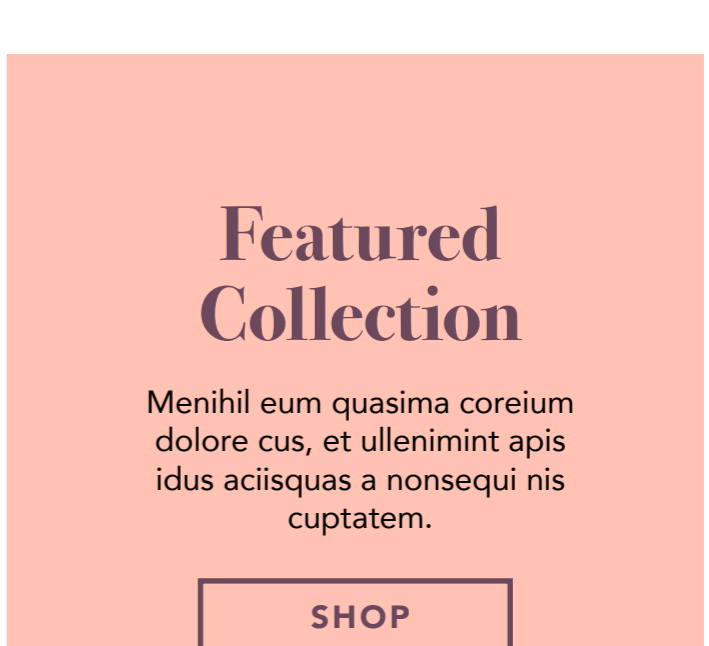 Featured
Collection
Menihil eum quasima coreium
dolore cus, et ullenimint apis
idus aciisquas a nonsequi nis
cuptatem.
SHOP